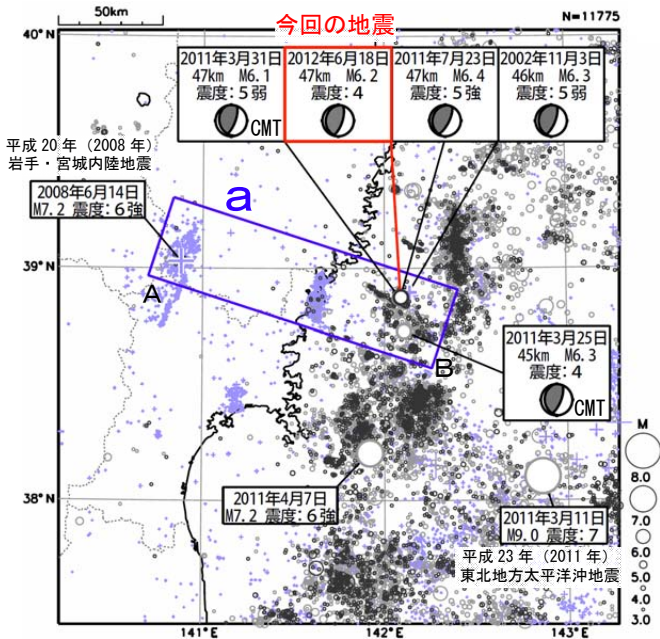 50km
N=11775
今回の地震
40°N
2011年3月31日
47km M6.1
震度：5弱
CMT
2012年6月18日
47km M6.2
震度：4
2011年7月23日
47km M6.4
震度：5強
2002年11月3日
46km M6.3
震度：5弱
平成20年（2008年）
岩手・宮城内陸地震
2008年6月14日
M7.2 震度：6強
a
39°N
A
B
2011年3月25日
45km M6.3
震度：4
CMT
38°N
2011年4月7日
M7.2 震度：6強
2011年3月11日
M9.0 震度：7
平成23年（2011年）
東北地方太平洋沖地震
M
8.0
7.0
6.0
5.0
4.0
3.0
141°E
142°E
143°E